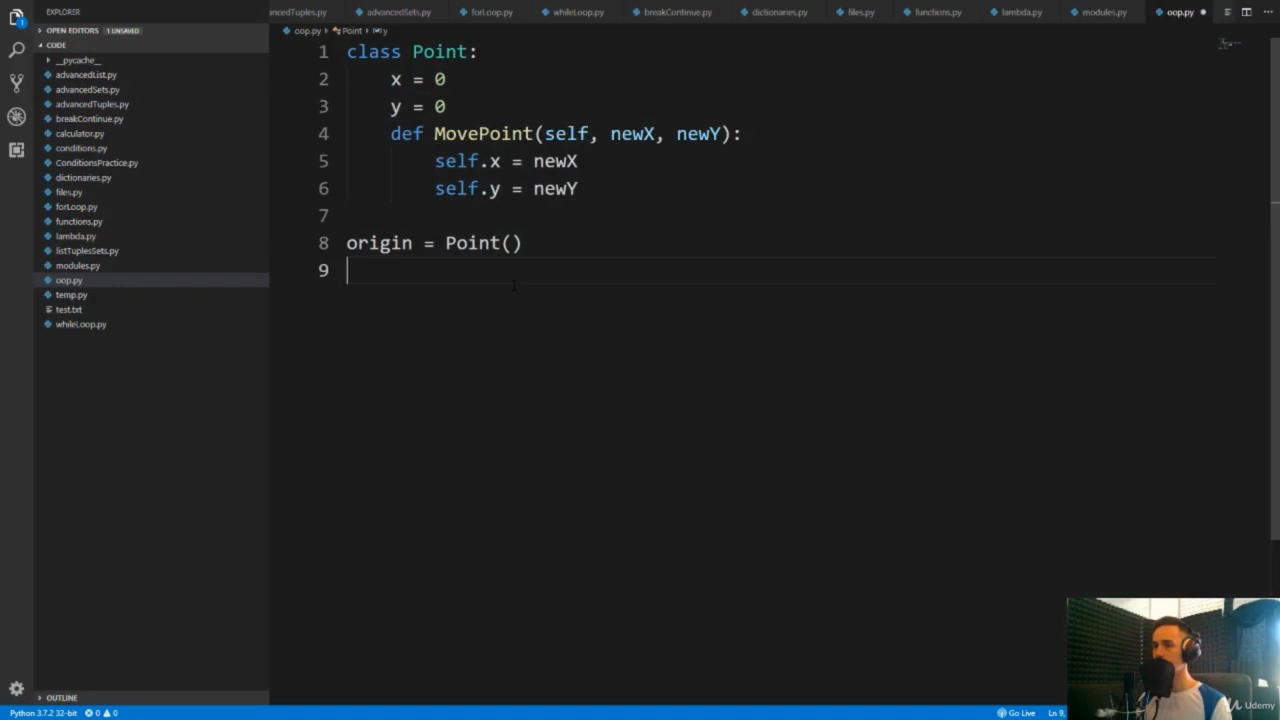 EXPLORER
OPEN EDITORS 1 UNSAVED
CODE
__pycache__
advancedList.py
advancedSets.py
advancedTuples.py
breakContinue.py
calculator.py
conditions.py
ConditionsPractice.py
dictionaries.py
files.py
forLoop.py
functions.py
lambda.py
listTuplesSets.py
modules.py
oop.py
temp.py
test.txt
whileLoop.py
OUTLINE
ancedTuples.py advancedSets.py forLoop.py whileLoop.py breakContinue.py dictionaries.py files.py functions.py lambda.py modules.py oop.py
oop.py Point y
1 class Point:
2 x = 0
3 y = 0
4 def MovePoint(self, newX, newY):
5 self.x = newX
6 self.y = newY
7
8 origin = Point()
9
Python 3.7.2 32-bit 0 0 Go Live Ln 9,
Udemy